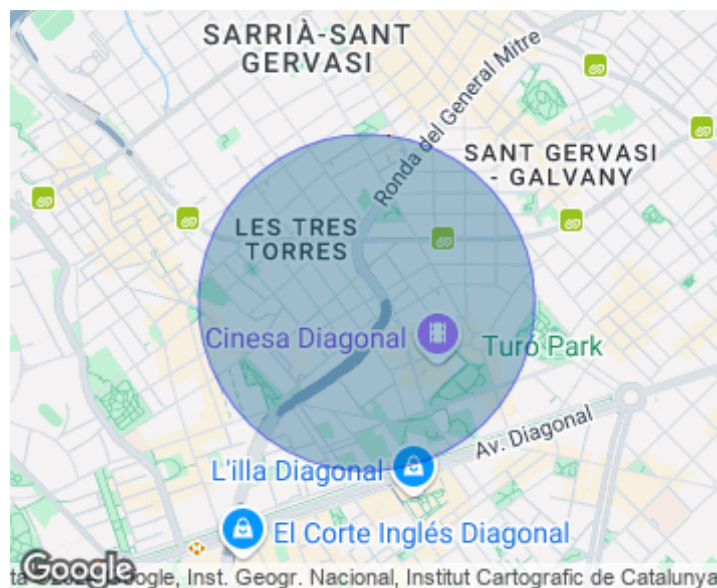 SARRIÀ-SANT
GERVASI
Ronda del General Mitre
SANT GERVASI
- GALVANY
LES TRES
TORRES
Cinesa Diagonal
Turó Park
Av. Diagonal
L'illa Diagonal
El Corte Inglés Diagonal
Google
oogle, Inst. Geogr. Nacional, Institut Cartografic de Catalunya